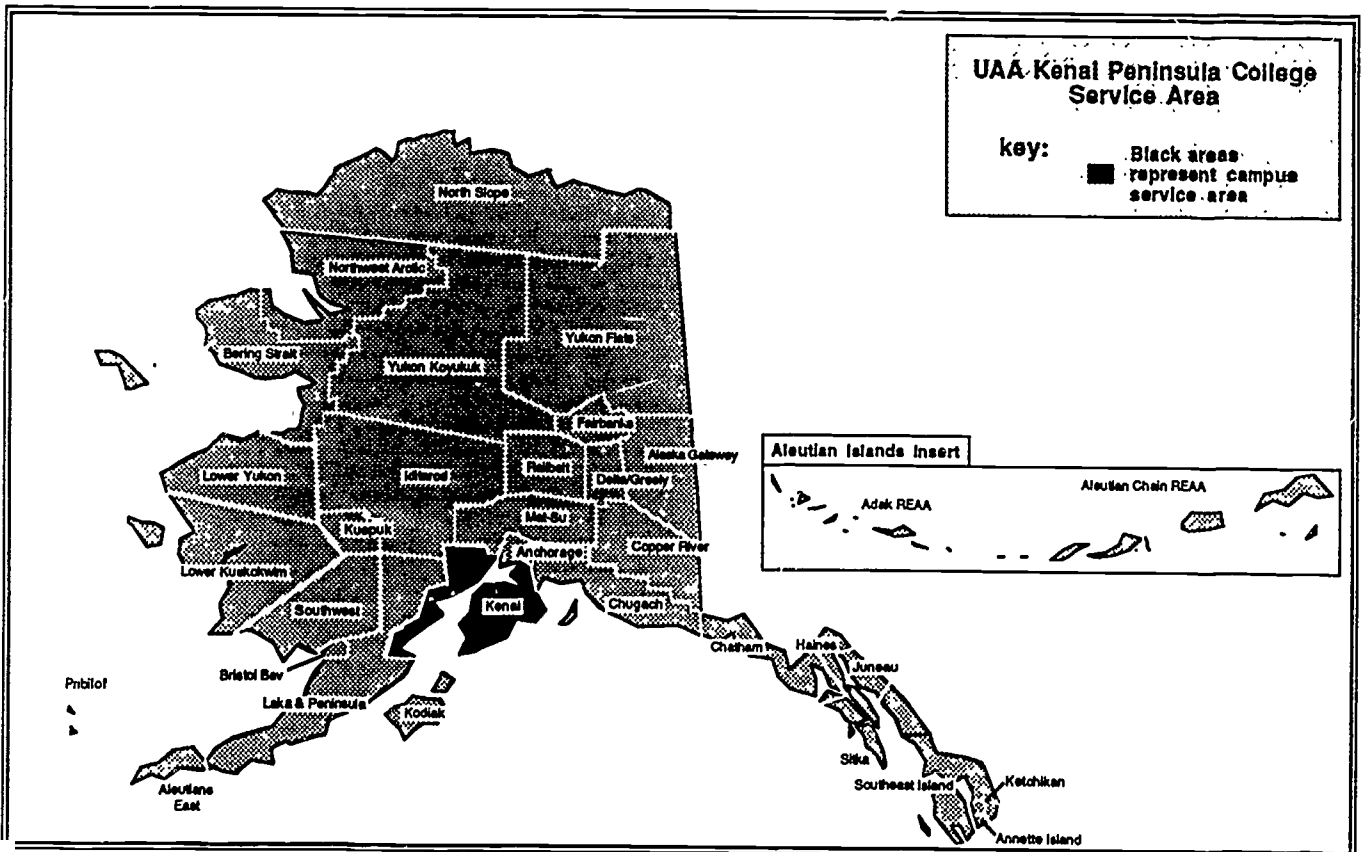 UAA Kenai Peninsula College
Service Area
key:
Black areas
represent campus
service area
North Slope
Northwest Arctic
Yukon Flats
Bering Strait
Yukon Koyukuk
Fairbanks
Alaska Gateway
Lower Yukon
Iditarod
Railbelt
Delta/Greely
Aleutian Islands Insert
Adak REAA
Aleutian Chain REAA
Mat-Su
Kuspuk
Anchorage
Copper River
Lower Kuskokwim
Southwest
Kenai
Chugach
Chatham
Haines
Juneau
Bristol Bay
Pribilof
Lake & Peninsula
Kodiak
Sitka
Southeast Island
Ketchikan
Aleutians
East
Annette Island